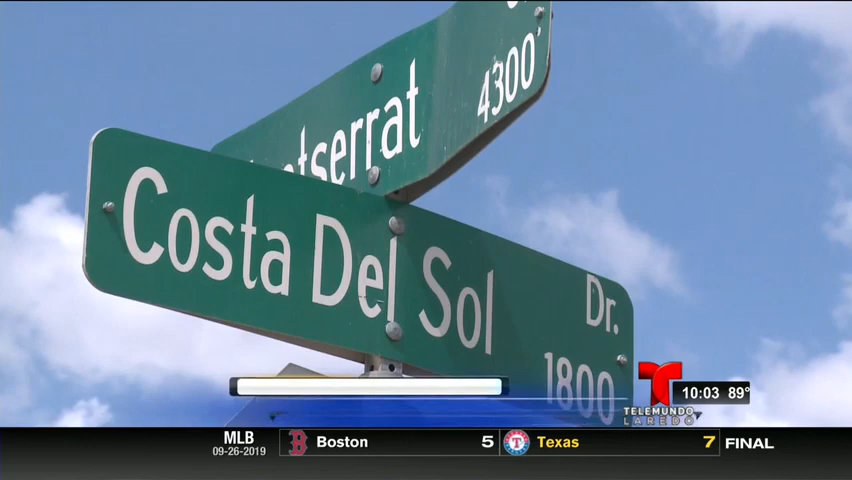 4300
Costa Del Sol Dr.
1800
10:03 89°
TELEMUNDO
LAREDO
MLB
09-26-2019
B Boston 5
T Texas 7 FINAL